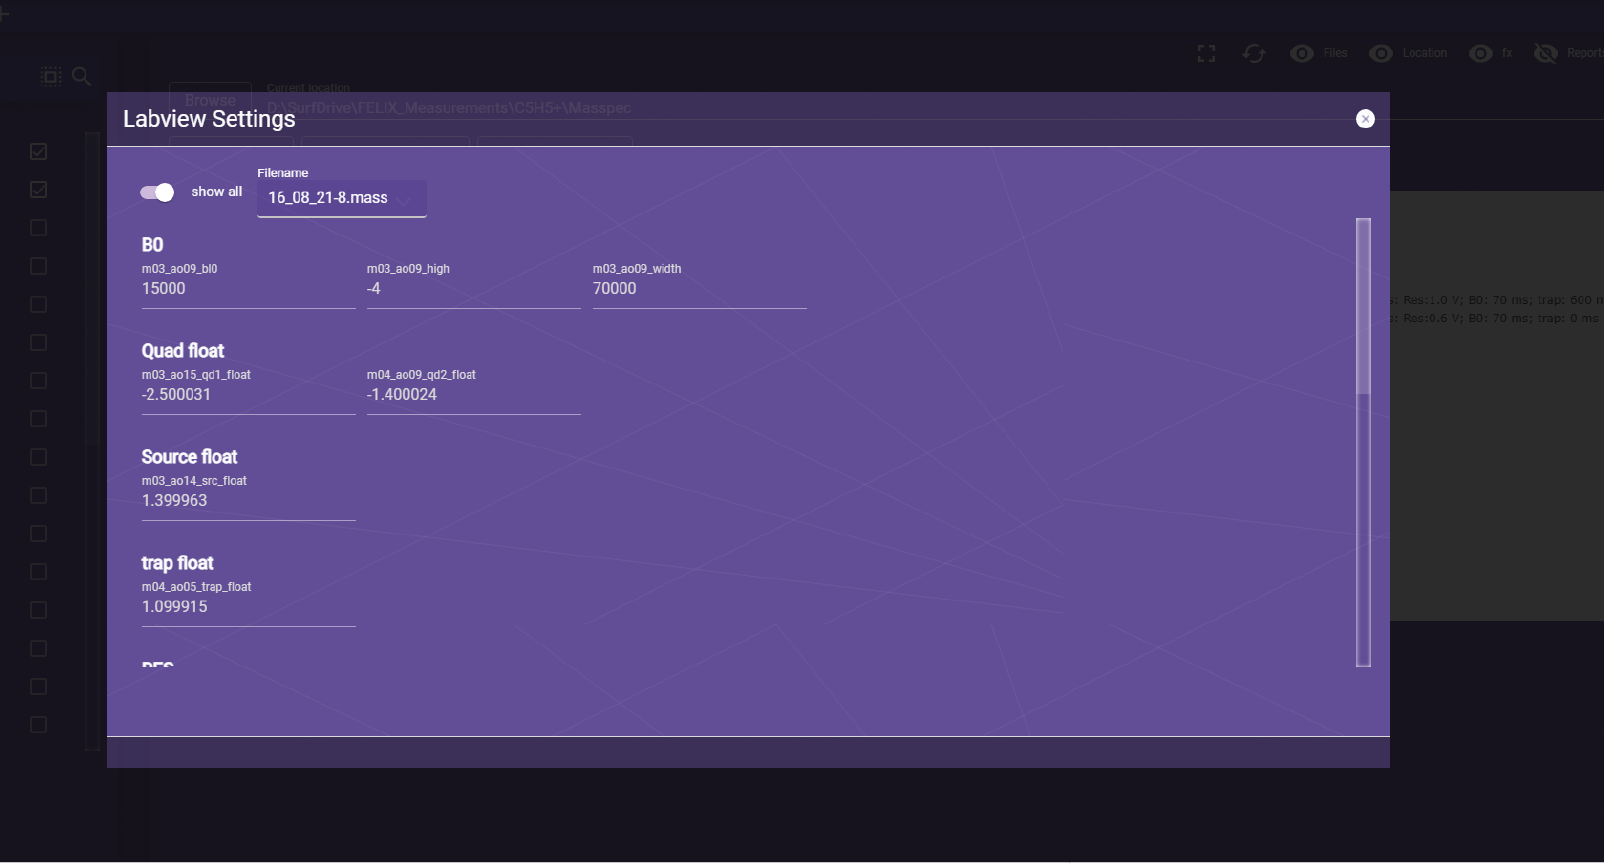 +
Files Location fx Reports
Current location
Browse D:\SurfDrive\FELIX_Measurements\C5H5+\Masspec
Labview Settings
show all
Filename
16_08_21-8.mass
B0
m03_ao09_bl0 m03_ao09_high m03_ao09_width
15000 -4 70000
Res:1.0 V; B0: 70 ms; trap: 600
Res:0.6 V; B0: 70 ms; trap: 0 ms
Quad float
m03_ao15_qd1_float m04_ao09_qd2_float
-2.500031 -1.400024
Source float
m03_ao14_src_float
1.399963
trap float
m04_ao05_trap_float
1.099915